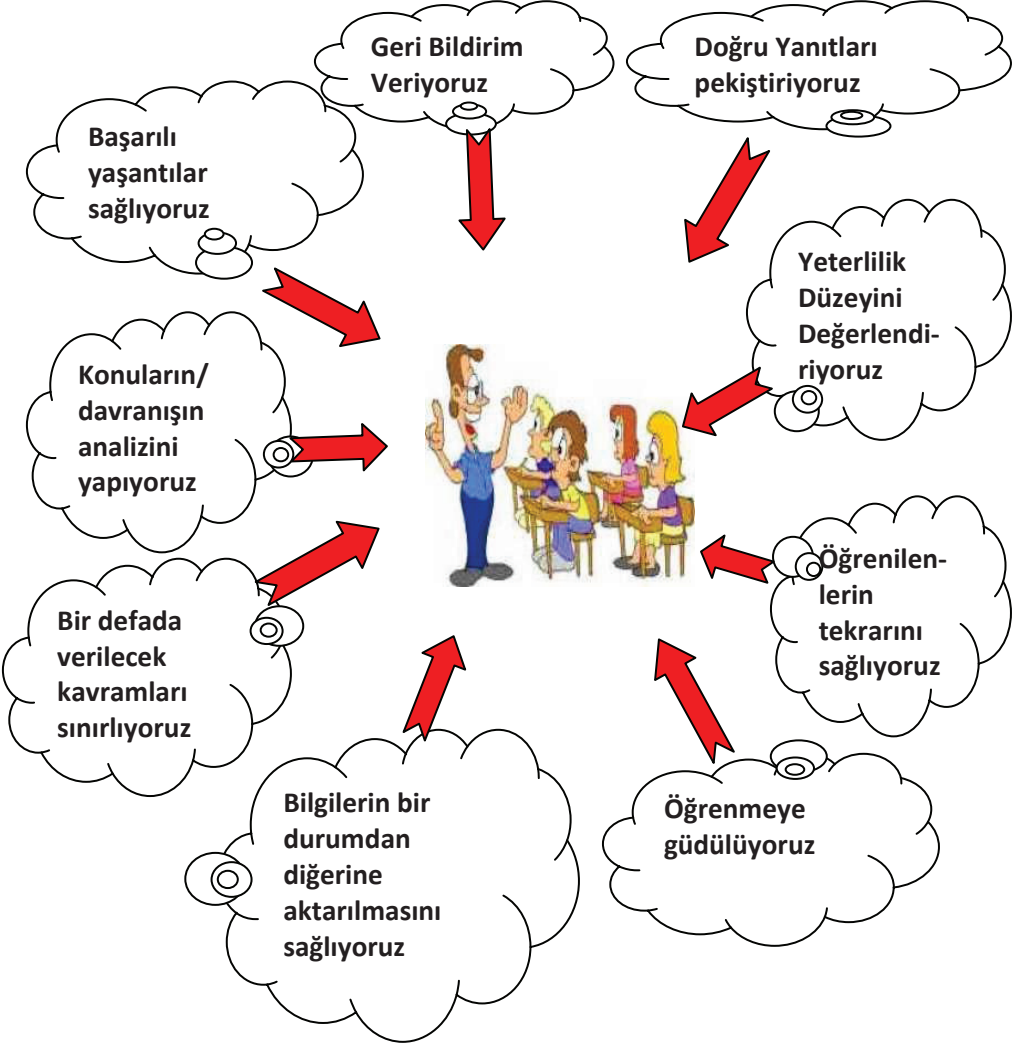 Geri Bildirim
Veriyoruz
Doğru Yanıtları
pekiştiriyoruz
Başarılı
yaşantılar
sağlıyoruz
Yeterlilik
Düzeyini
Değerlendi-
riyoruz
Konuların/
davranışın
analizini
yapıyoruz
Öğrenilen-
lerin
tekrarını
sağlıyoruz
Bir defada
verilecek
kavramları
sınırlıyoruz
Bilgilerin bir
durumdan
diğerine
aktarılmasını
sağlıyoruz
Öğrenmeye
güdülüyoruz